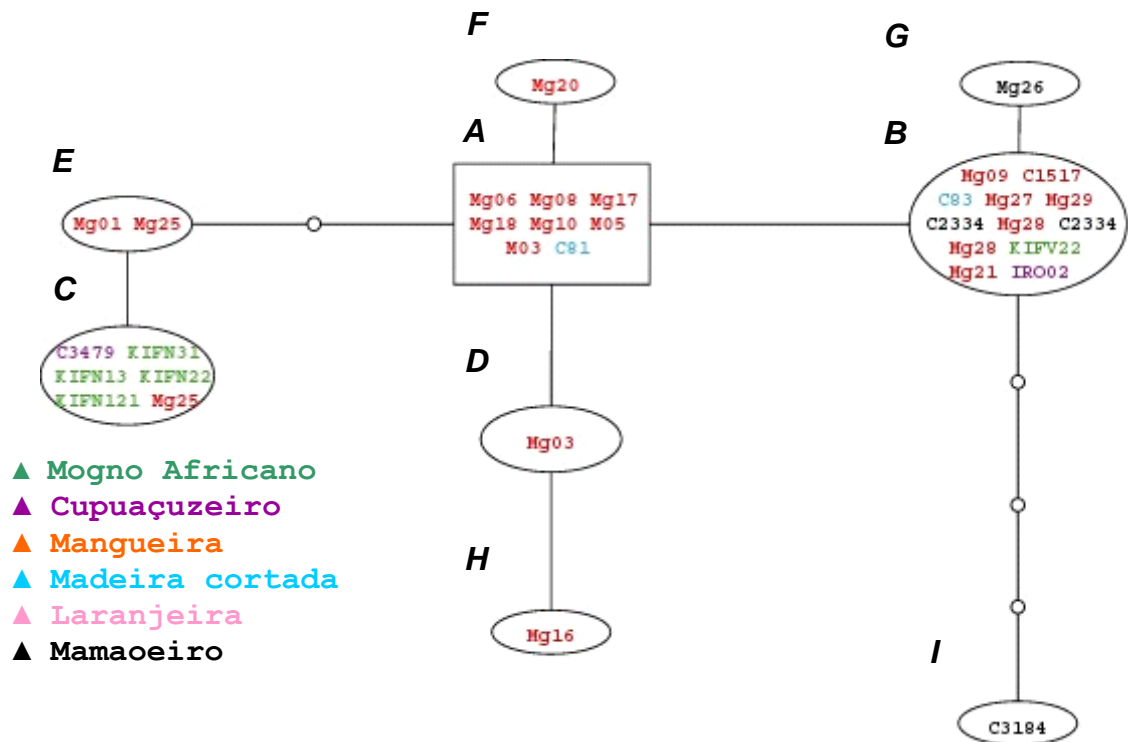 F
Mg20
G
Mg26
A
Mg06 Mg08 Mg17
Mg18 Mg10 M05
M03 C81
B
Mg09 C1517
C83 Mg27 Mg29
C2334 Mg28 C2334
Mg28 KIFV22
Mg21 IRO02
E
Mg01 Mg25
C
C3479 KIFN31
KIFN13 KIFN22
KIFN121 Mg25
D
Mg03
H
Mg16
I
C3184
▲ Mogno Africano
▲ Cupuaçuzeiro
▲ Mangueira
▲ Madeira cortada
▲ Laranjeira
▲ Mamaoeiro